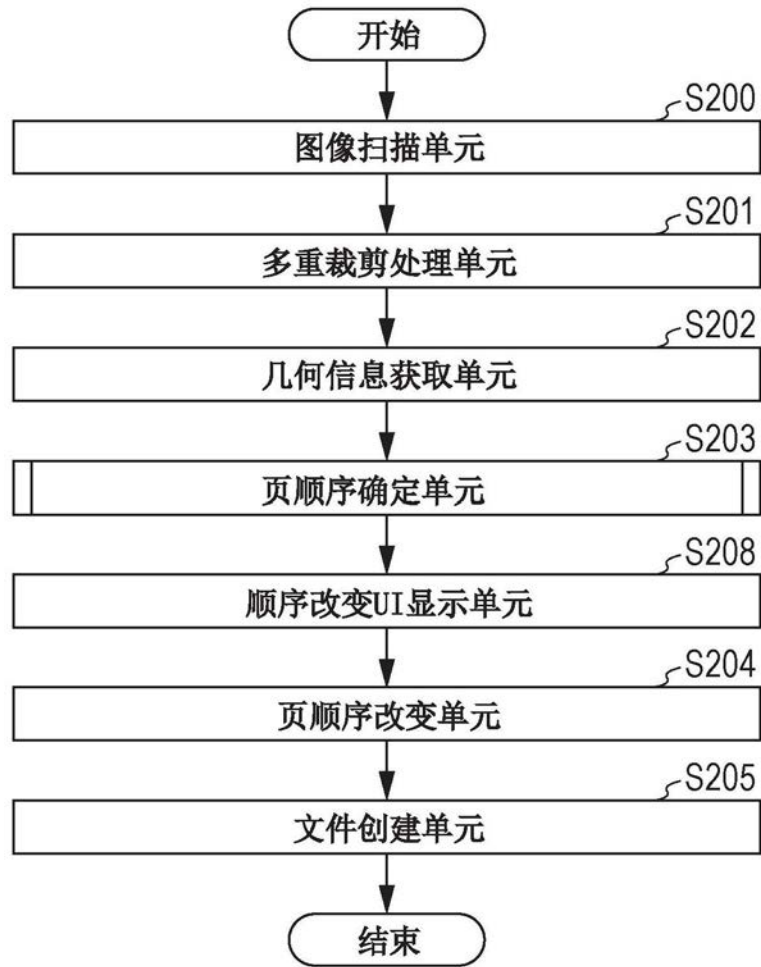 开始
S200
图像扫描单元
S201
多重裁剪处理单元
S202
几何信息获取单元
S203
页顺序确定单元
S208
顺序改变UI显示单元
S204
页顺序改变单元
S205
文件创建单元
结束